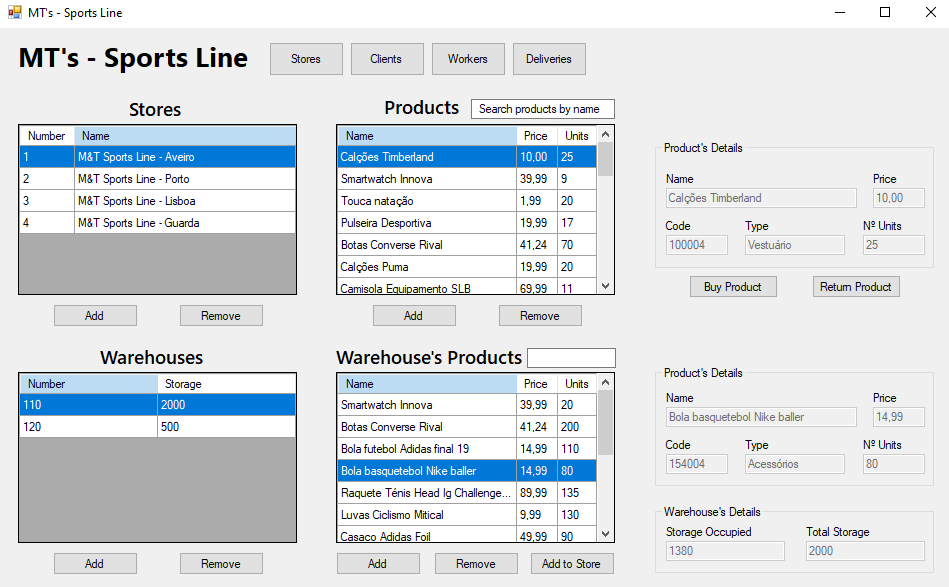 MT's - Sports Line
MT's - Sports Line
Stores Clients Workers Deliveries
Stores
Number Name
1 M&T Sports Line - Aveiro
2 M&T Sports Line - Porto
3 M&T Sports Line - Lisboa
4 M&T Sports Line - Guarda
Add Remove
Products Search products by name
Name Price Units
Calções Timberland 10,00 25
Smartwatch Innova 39,99 9
Touca natação 1,99 20
Pulseira Desportiva 19,99 17
Botas Converse Rival 41,24 70
Calções Puma 19,99 20
Camisola Equipamento SLB 69,99 11
Add Remove
Product's Details
Name Price
Calções Timberland 10,00
Code Type Nº Units
100004 Vestuário 25
Buy Product Return Product
Warehouses
Number Storage
110 2000
120 500
Add Remove
Warehouse's Products
Name Price Units
Smartwatch Innova 39,99 20
Botas Converse Rival 41,24 200
Bola futebol Adidas final 19 14,99 110
Bola basquetebol Nike baller 14,99 80
Raquete Ténis Head Ig Challenge... 89,99 135
Luvas Ciclismo Mitical 9,99 130
Casaco Adidas Foil 49,99 90
Add Remove Add to Store
Product's Details
Name Price
Bola basquetebol Nike baller 14,99
Code Type Nº Units
154004 Acessórios 80
Warehouse's Details
Storage Occupied Total Storage
1380 2000